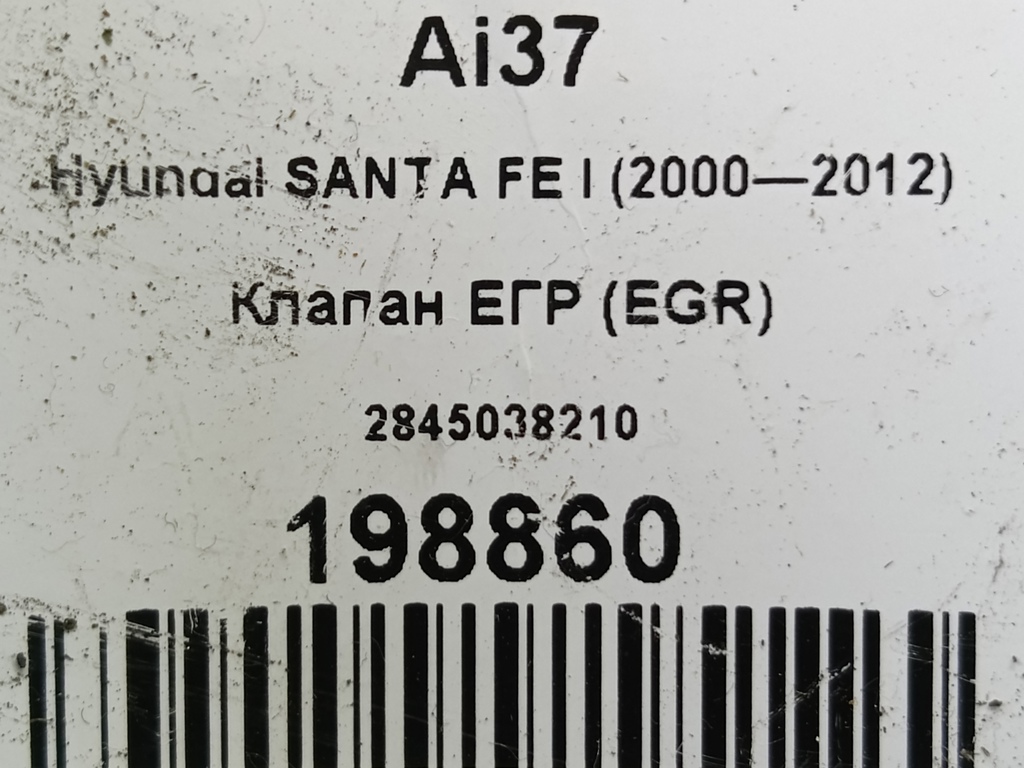 Ai37
Hyundai SANTA FE I (2000—2012)
Клапан ЕГР (EGR)
2845038210
198860